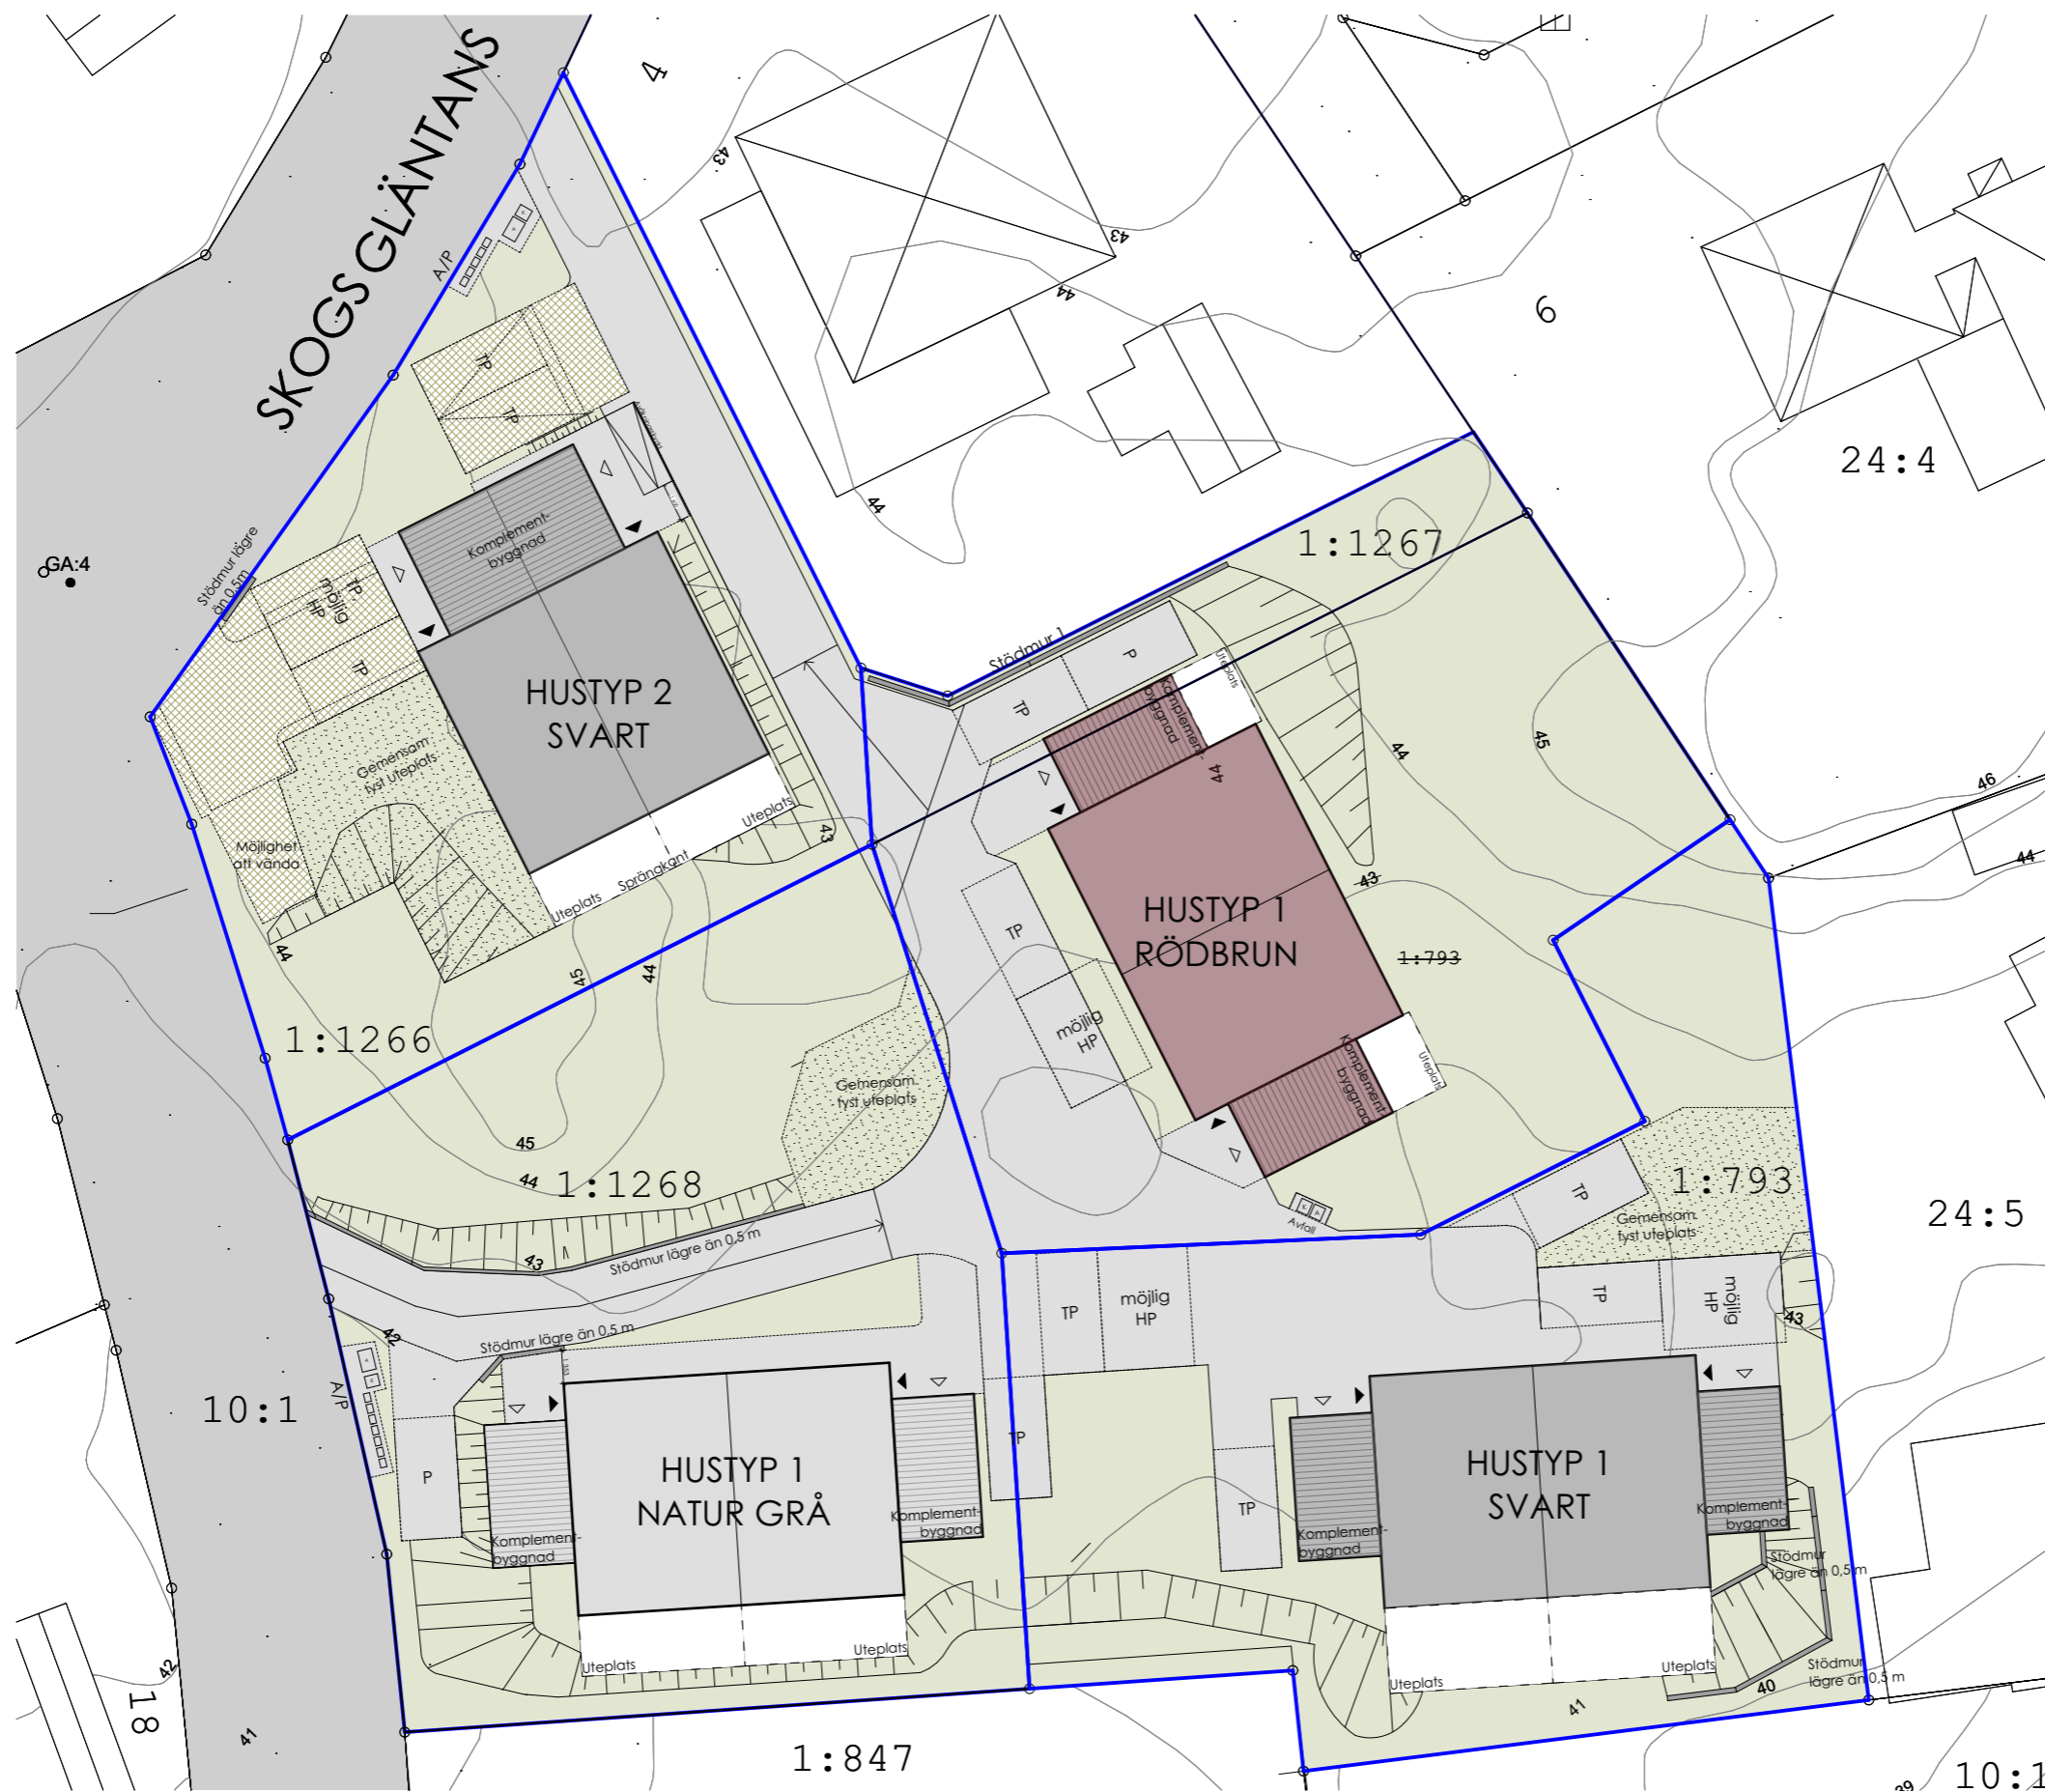 SKOGSGLÄNTANS
4
43
43
44
44
6
24:4
A/P
TP
TP
GA:4
Stödmur lägre
än 0,5m
TP
möjlig
HP
TP
Komplement-
byggnad
HUSTYP 2
SVART
Gemensam
fyst uteplats
Möjlighet
att vända
44
Uteplats
Sprängkant
Uteplats
43
45
44
1:1266
1:1267
Stödmur 1
P
TP
Uteplats
Komplement-
byggnad
44
44
45
46
44
43
HUSTYP 1
RÖDBRUN
1:793
TP
möjlig
HP
Komplement-
byggnad
Uteplats
Avfall
Gemensam
fyst uteplats
45
44
1:1268
43
Stödmur lägre än 0,5 m
Stödmur lägre än 0,5 m
42
10:1
A/P
P
Komplement-
byggnad
HUSTYP 1
NATUR GRÅ
Komplement-
byggnad
Uteplats
Uteplats
TP
TP
möjlig
HP
TP
Komplement-
byggnad
HUSTYP 1
SVART
Komplement-
byggnad
TP
1:793
Gemensam
fyst uteplats
TP
möjlig
HP
43
24:5
Stödmur
lägre än 0,5 m
Stödmur
lägre än 0,5 m
Uteplats
Uteplats
40
41
42
18
41
1:847
39
10:1